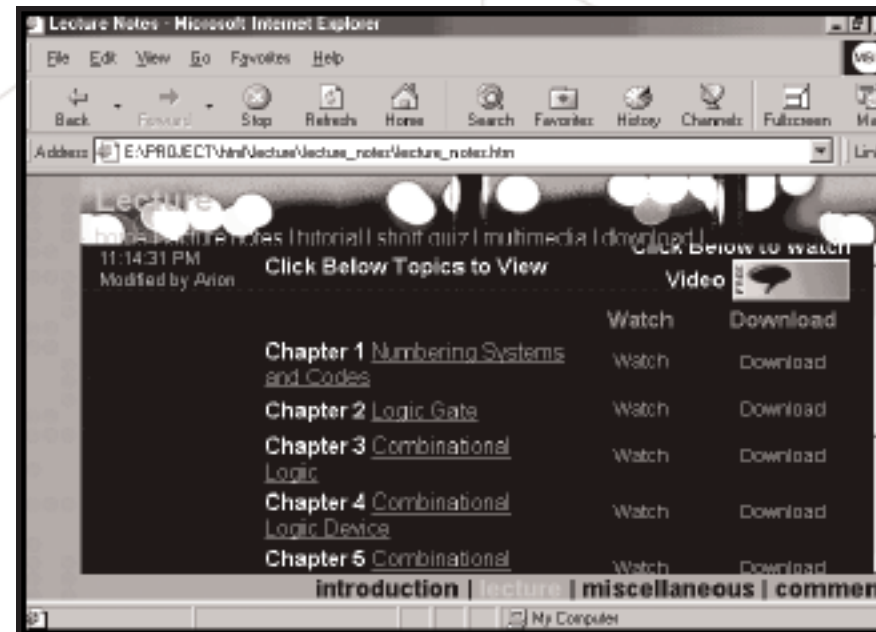 Lecture Notes - Microsoft Internet Explorer
File Edit View Go Favorites Help
Back Forward Stop Refresh Home Search Favorites History Channels Fullscreen Ma
Address E:\PROJECT\html\lecture\lecture_notes\lecture_notes.htm Lin
Lecture
home | lecture notes | tutorial | short quiz | multimedia | download |
11:14:31 PM
Modified by Arion
Click Below Topics to View
Click Below to watch
Video FREE
Watch Download
Chapter 1 Numbering Systems
and Codes Watch Download
Chapter 2 Logic Gate Watch Download
Chapter 3 Combinational
Logic Watch Download
Chapter 4 Combinational
Logic Device Watch Download
Chapter 5 Combinational
Watch Download
introduction | lecture | miscellaneous | commen
My Computer